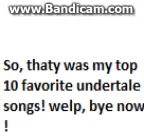 www.Bandicam.com
So, thaty was my top
10 favorite undertale
songs! welp, bye now
!